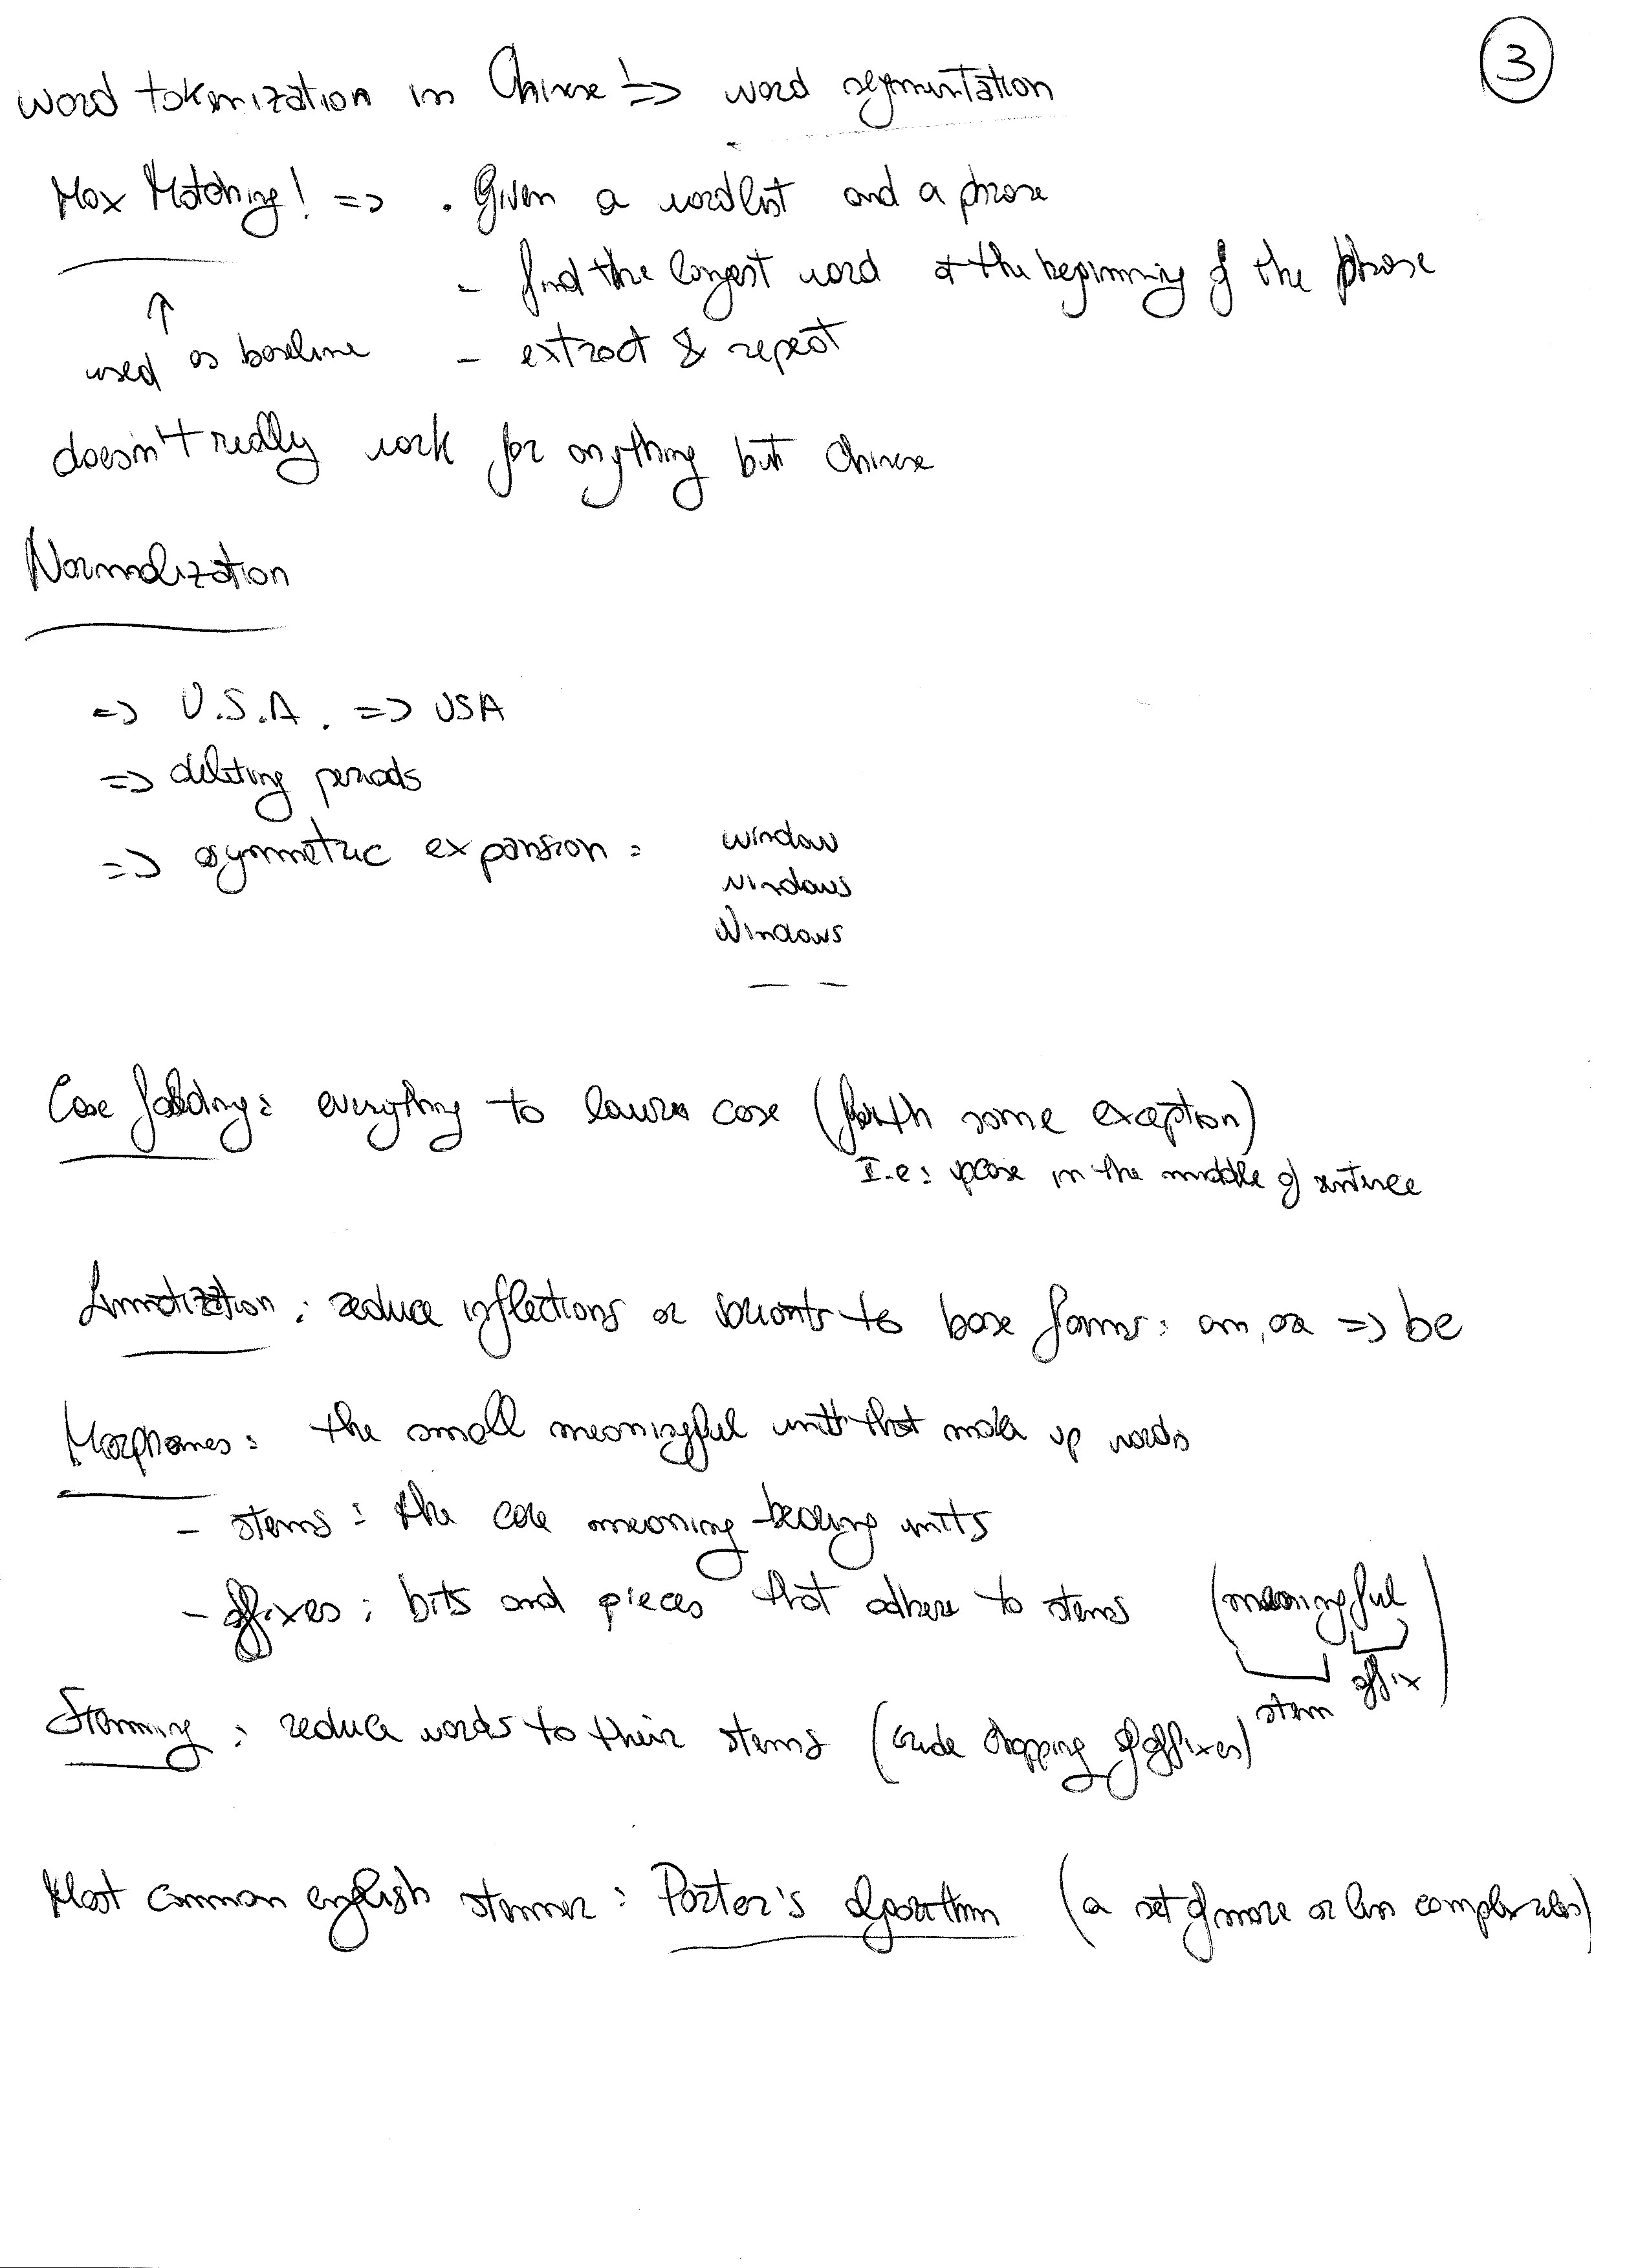 3
word tokenization in Chinese! => word segmentation
Max Matching! => . Given a wordlist and a phrase
- find the longest word at the beginning of the phrase
↑
used as baseline - extract & repeat
doesn't really work for anything but Chinese
Normalization
=> U.S.A. => USA
=> deleting periods
=> asymmetric expansion: window
windows
Windows
Case folding: everything to lower case (with some exception)
I.e: upcase in the middle of sentence
Lemmatization: reduce inflections or variants to base forms: am, are => be
Morphemes: the small meaningful units that make up words
- stems: the core meaning-bearing units
- affixes: bits and pieces that adhere to stems (meaningful)
stem affix
Stemming: reduce words to their stems (crude chopping of affixes)
Most common english stemmer: Porter's algorithm (a set of more or less complex rules)